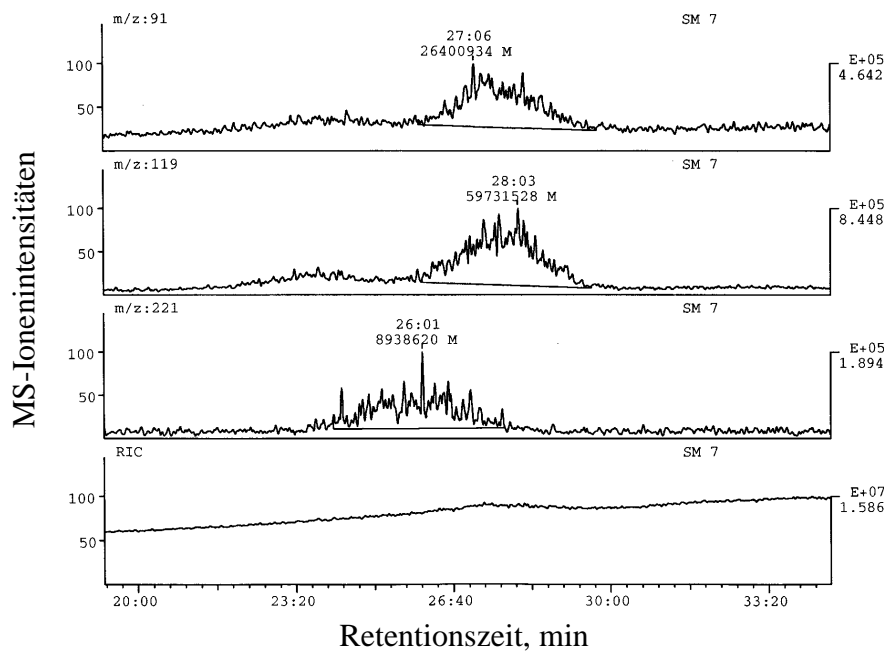 m/z:91 SM 7
27:06
26400934 M
100 E+05
4.642
50
m/z:119 SM 7
28:03
59731528 M
100 E+05
8.448
50
m/z:221 SM 7
26:01
8938620 M
100 E+05
1.894
50
RIC SM 7
100 E+07
1.586
50
20:00 23:20 26:40 30:00 33:20
Retentionszeit, min
MS-Ionenintensitäten